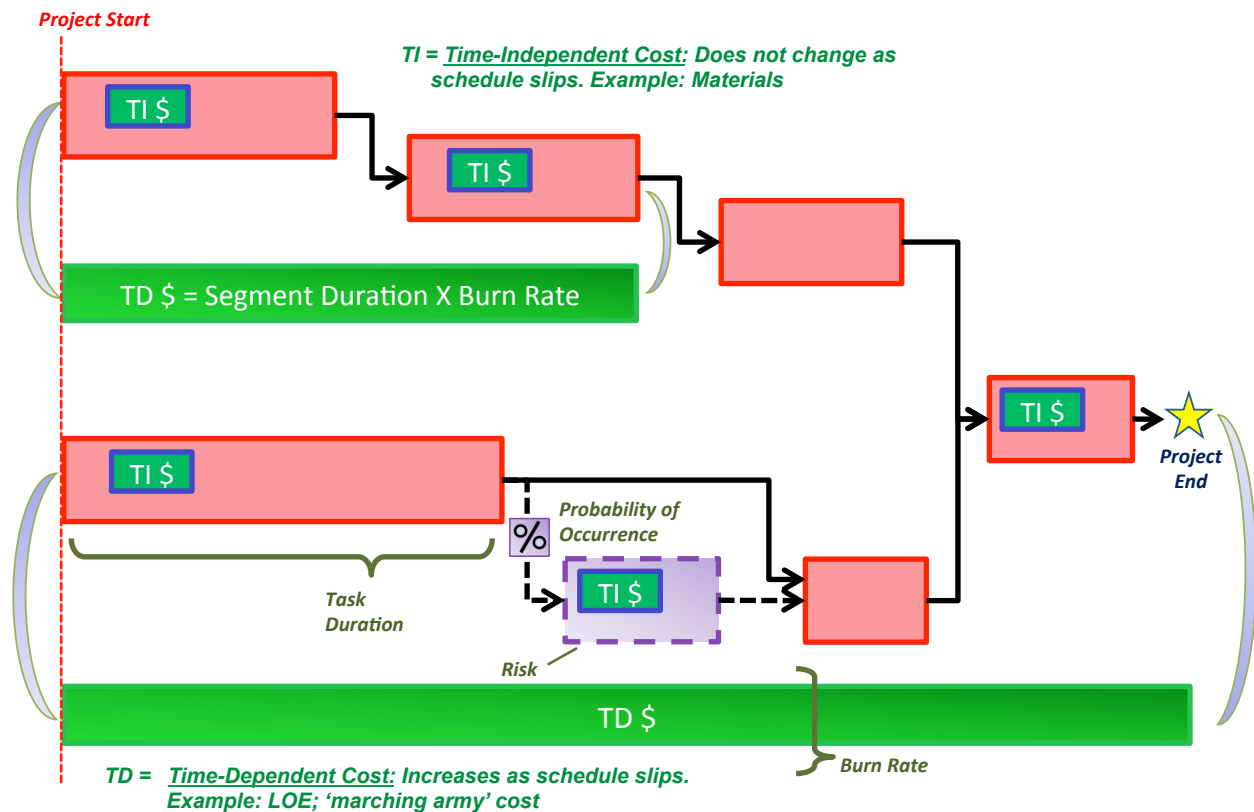 Project Start
TI = Time-Independent Cost: Does not change as
schedule slips. Example: Materials
TI $
TI $
TD $ = Segment Duration X Burn Rate
TI $
Project
End
TI $
Probability of
Occurrence
%
TI $
Task
Duration
Risk
TD $
Burn Rate
TD = Time-Dependent Cost: Increases as schedule slips.
Example: LOE; ‘marching army’ cost